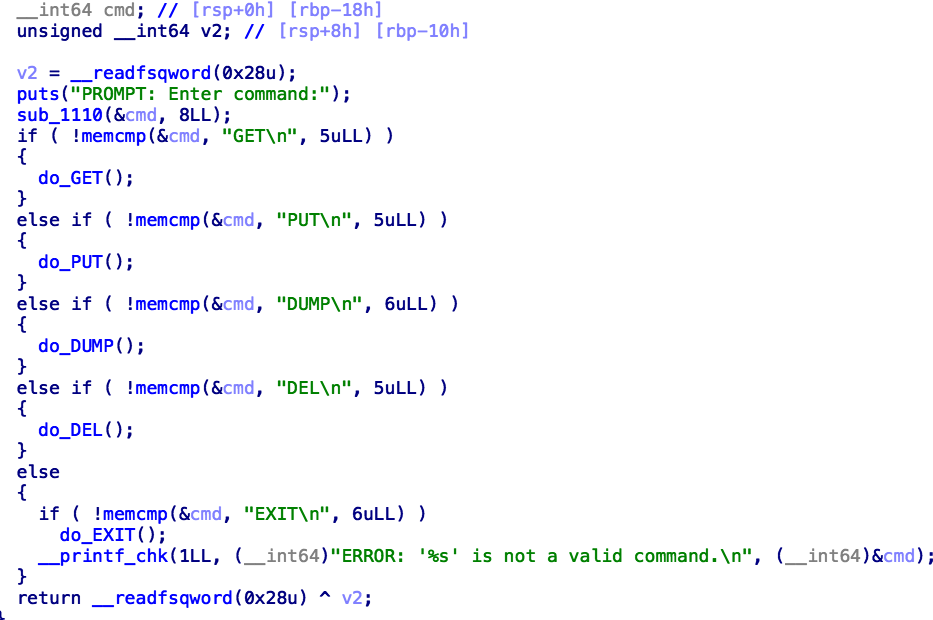 __int64 cmd; // [rsp+0h] [rbp-18h]
unsigned __int64 v2; // [rsp+8h] [rbp-10h]

v2 = __readfsqword(0x28u);
puts("PROMPT: Enter command:");
sub_1110(&cmd, 8LL);
if ( !memcmp(&cmd, "GET\n", 5uLL) )
{
  do_GET();
}
else if ( !memcmp(&cmd, "PUT\n", 5uLL) )
{
  do_PUT();
}
else if ( !memcmp(&cmd, "DUMP\n", 6uLL) )
{
  do_DUMP();
}
else if ( !memcmp(&cmd, "DEL\n", 5uLL) )
{
  do_DEL();
}
else
{
  if ( !memcmp(&cmd, "EXIT\n", 6uLL) )
    do_EXIT();
  __printf_chk(1LL, (__int64)"ERROR: '%s' is not a valid command.\n", (__int64)&cmd);
}
return __readfsqword(0x28u) ^ v2;